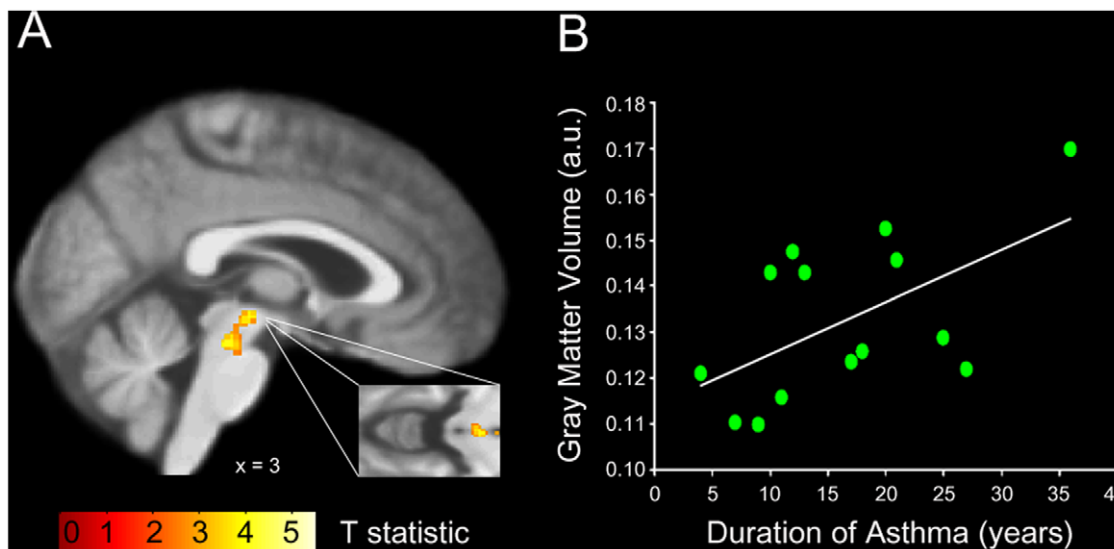 A
x = 3
0 1 2 3 4 5 T statistic
B
Gray Matter Volume (a.u.)
0.18
0.17
0.16
0.15
0.14
0.13
0.12
0.11
0.10
0 5 10 15 20 25 30 35 4
Duration of Asthma (years)